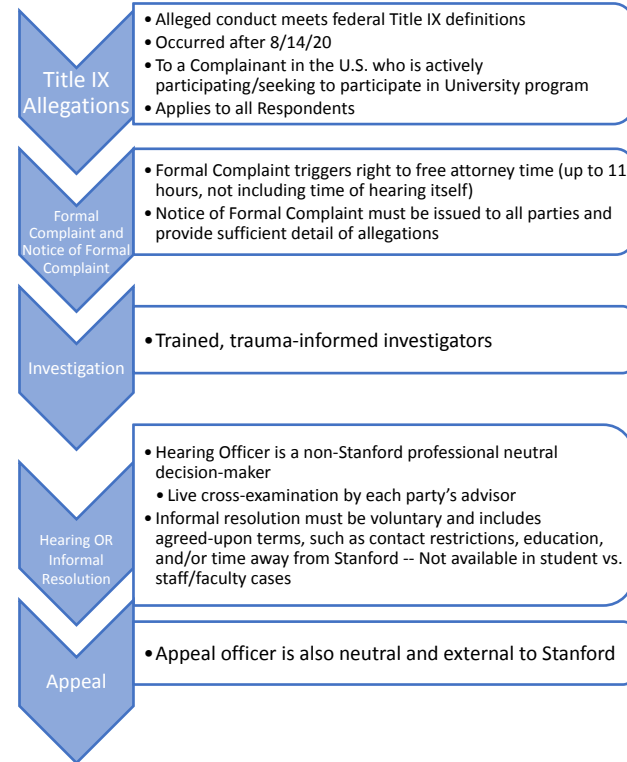 Title IX
Allegations
•Alleged conduct meets federal Title IX definitions
•Occurred after 8/14/20
•To a Complainant in the U.S. who is actively
participating/seeking to participate in University program
•Applies to all Respondents
Formal
Complaint and
Notice of Formal
Complaint
•Formal Complaint triggers right to free attorney time (up to 11
hours, not including time of hearing itself)
•Notice of Formal Complaint must be issued to all parties and
provide sufficient detail of allegations
Investigation
•Trained, trauma-informed investigators
Hearing OR
Informal
Resolution
•Hearing Officer is a non-Stanford professional neutral
decision-maker
•Live cross-examination by each party’s advisor
•Informal resolution must be voluntary and includes
agreed-upon terms, such as contact restrictions, education,
and/or time away from Stanford -- Not available in student vs.
staff/faculty cases
Appeal
•Appeal officer is also neutral and external to Stanford